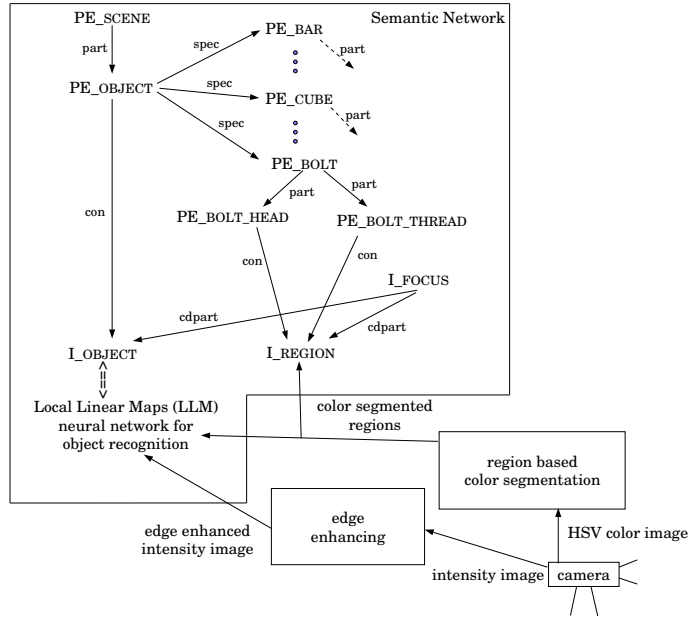 PE_SCENE
Semantic Network
PE_BAR
part
spec
part
PE_OBJECT
spec
PE_CUBE
part
spec
PE_BOLT
part
part
con
PE_BOLT_HEAD
PE_BOLT_THREAD
con
con
I_FOCUS
cdpart
cdpart
I_OBJECT
I_REGION
Local Linear Maps (LLM)
neural network for
object recognition
color segmented
regions
region based
color segmentation
edge enhanced
intensity image
edge
enhancing
HSV color image
intensity image
camera